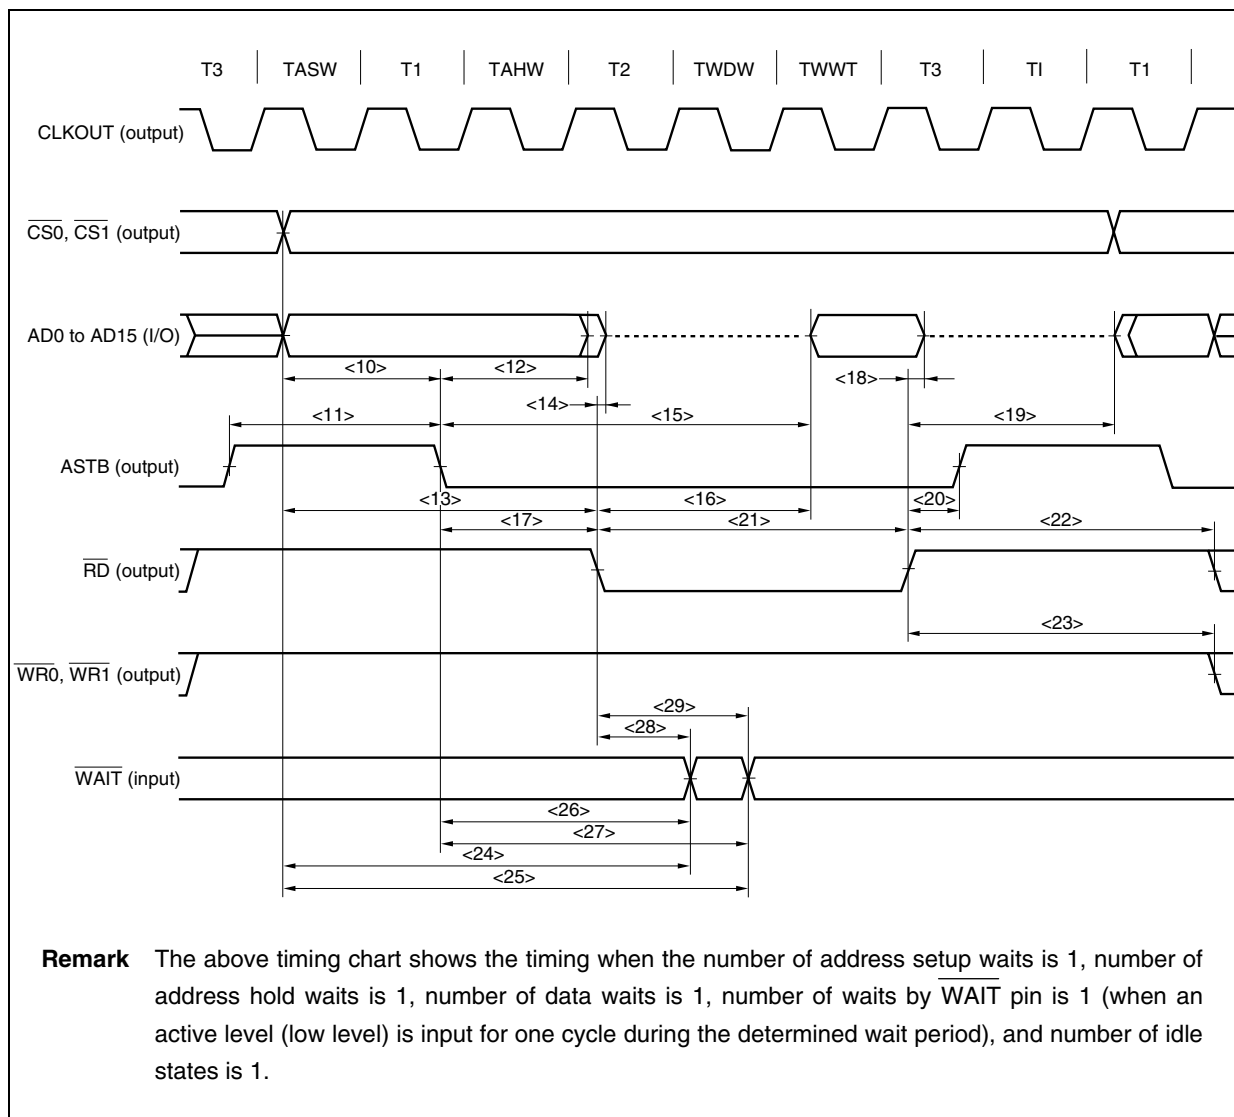 T3 TASW T1 TAHW T2 TWDW TWWT T3 TI T1
CLKOUT (output)
CS0, CS1 (output)
AD0 to AD15 (I/O)
<10> <12> <18>
<14>
<11> <15> <19>
ASTB (output)
<13> <16> <20>
<17> <21> <22>
RD (output)
<23>
WR0, WR1 (output)
<29>
<28>
WAIT (input)
<26>
<27>
<24>
<25>
Remark The above timing chart shows the timing when the number of address setup waits is 1, number of
address hold waits is 1, number of data waits is 1, number of waits by WAIT pin is 1 (when an
active level (low level) is input for one cycle during the determined wait period), and number of idle
states is 1.